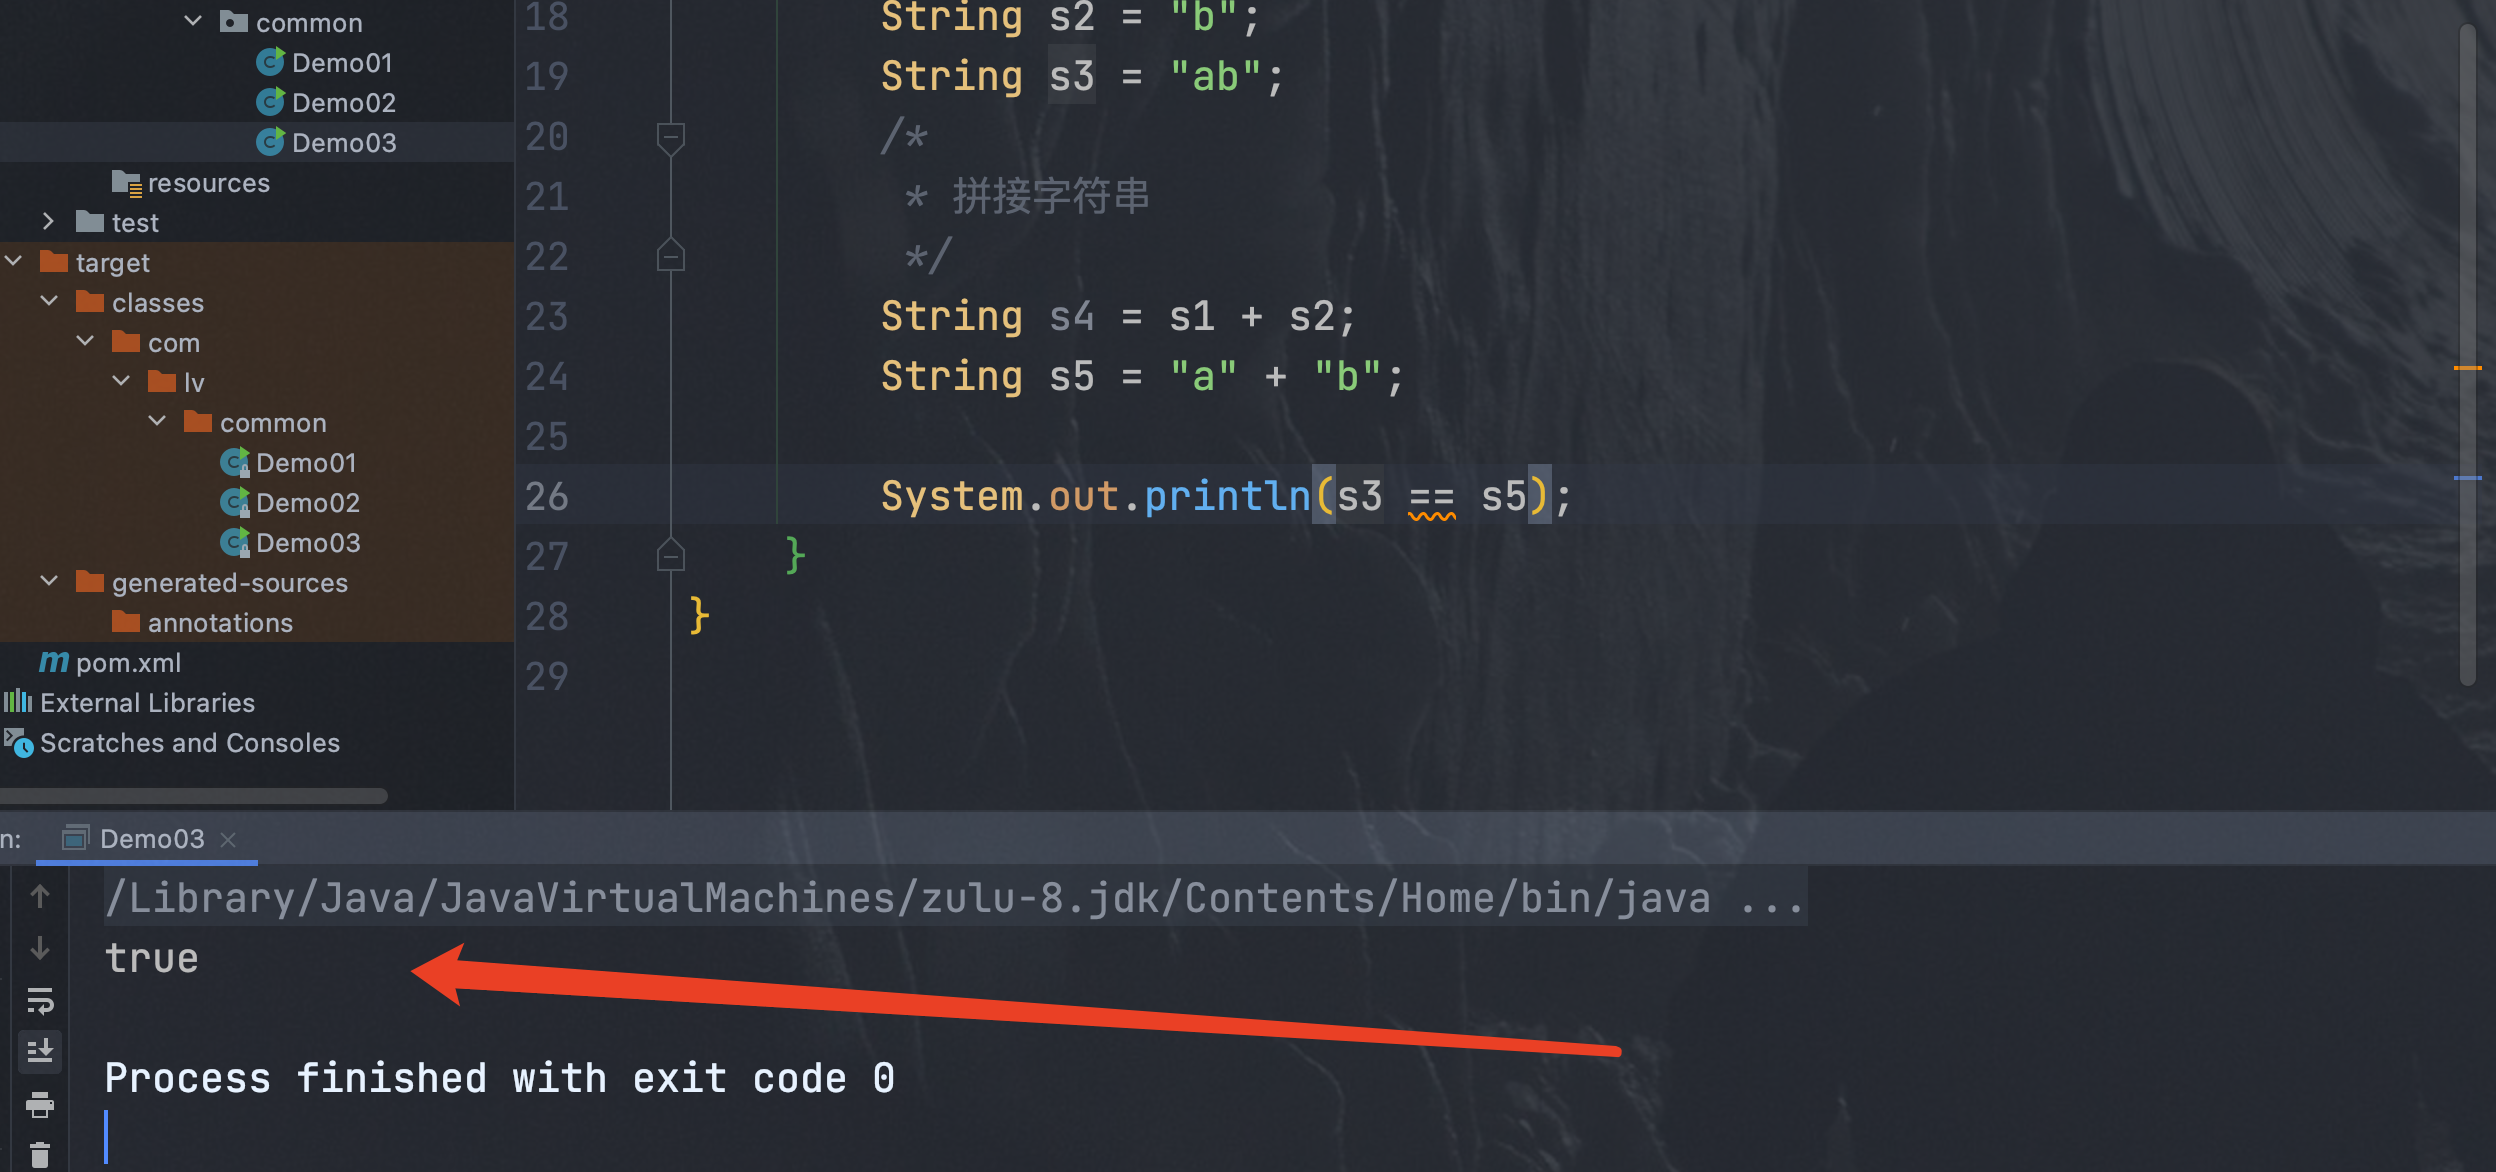 common
Demo01
Demo02
Demo03
resources
test
target
classes
com
lv
common
Demo01
Demo02
Demo03
generated-sources
annotations
pom.xml
External Libraries
Scratches and Consoles
18 String s2 = "b";
19 String s3 = "ab";
20 /*
21 * 拼接字符串
22 */
23 String s4 = s1 + s2;
24 String s5 = "a" + "b";
25
26 System.out.println(s3 == s5);
27 }
28 }
29
n: Demo03
/Library/Java/JavaVirtualMachines/zulu-8.jdk/Contents/Home/bin/java ...
true
Process finished with exit code 0